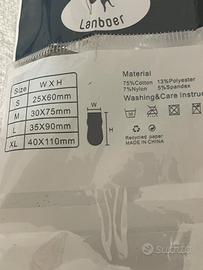 Lanboer
Size W X H
S 25X60mm
M 30X75mm
L 35X90mm
XL 40X110mm
W
H
Material
75%Cotton 13%Polyester
7%Nylon 5%Spandex
Washing&Care Instruc
Recycled paper
MADE IN CHINA
subito